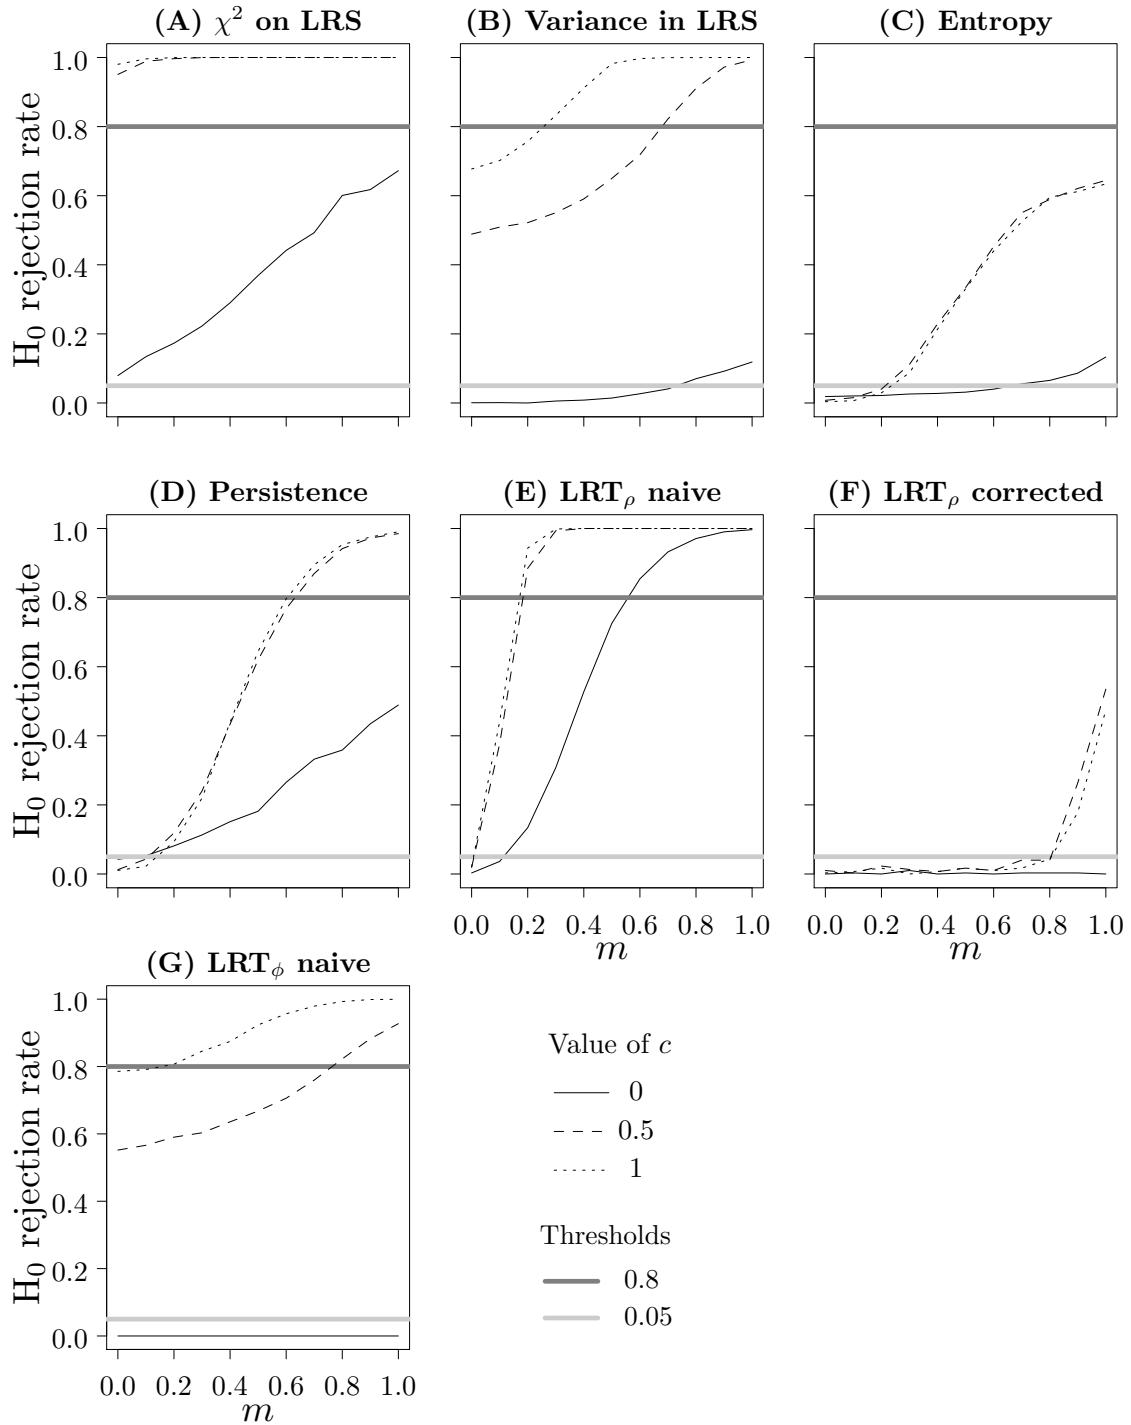 (A) χ² on LRS
(B) Variance in LRS
(C) Entropy
H₀ rejection rate
1.0
0.8
0.6
0.4
0.2
0.0
(D) Persistence
(E) LRTρ naive
(F) LRTρ corrected
H₀ rejection rate
1.0
0.8
0.6
0.4
0.2
0.0
0.0 0.2 0.4 0.6 0.8 1.0
m
0.0 0.2 0.4 0.6 0.8 1.0
m
(G) LRTϕ naive
H₀ rejection rate
1.0
0.8
0.6
0.4
0.2
0.0
0.0 0.2 0.4 0.6 0.8 1.0
m
Value of c
0
0.5
1
Thresholds
0.8
0.05